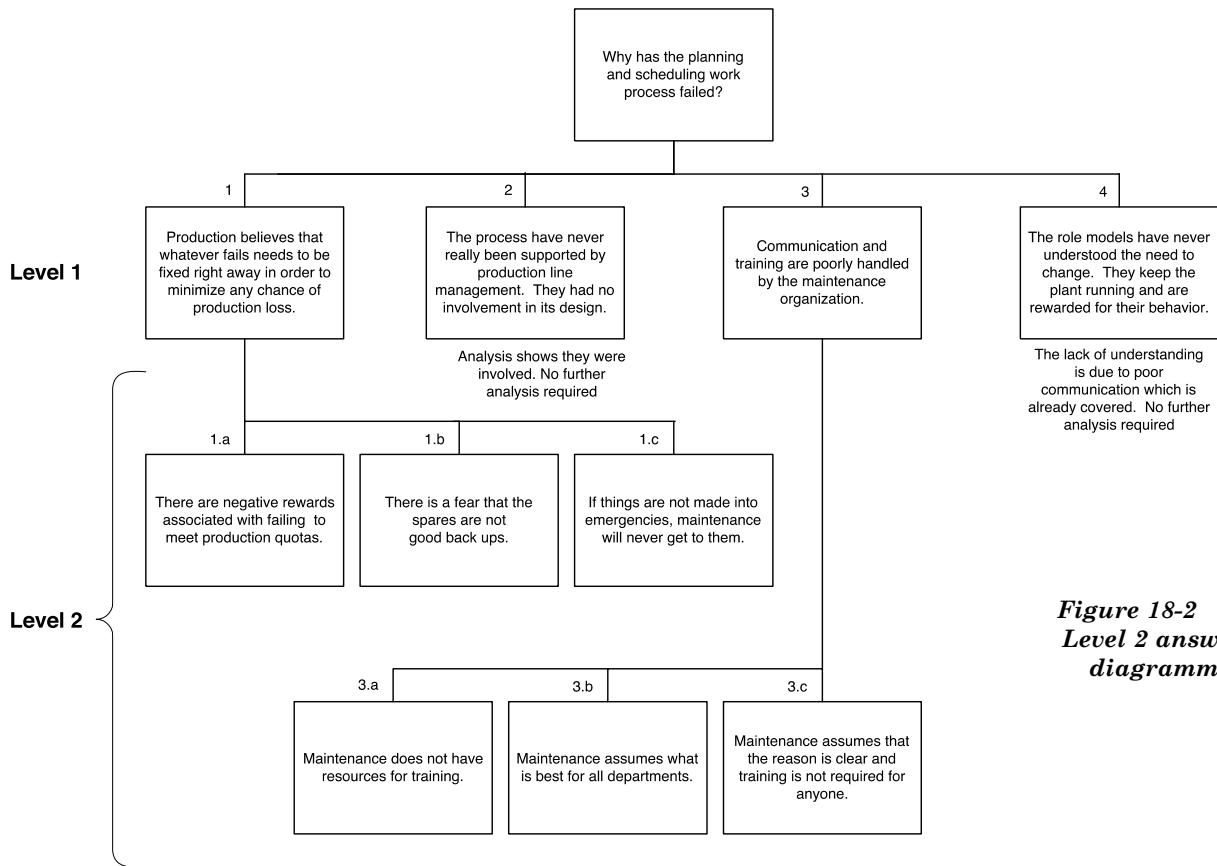 Why has the planning
and scheduling work
process failed?
1
2
3
4
Level 1
Production believes that
whatever fails needs to be
fixed right away in order to
minimize any chance of
production loss.
The process have never
really been supported by
production line
management. They had no
involvement in its design.
Communication and
training are poorly handled
by the maintenance
organization.
The role models have never
understood the need to
change. They keep the
plant running and are
rewarded for their behavior.
Analysis shows they were
involved. No further
analysis required
The lack of understanding
is due to poor
communication which is
already covered. No further
analysis required
Level 2
1.a
1.b
1.c
There are negative rewards
associated with failing to
meet production quotas.
There is a fear that the
spares are not
good back ups.
If things are not made into
emergencies, maintenance
will never get to them.
Figure 18-2
Level 2 answ
diagramm
3.a
3.b
3.c
Maintenance does not have
resources for training.
Maintenance assumes what
is best for all departments.
Maintenance assumes that
the reason is clear and
training is not required for
anyone.